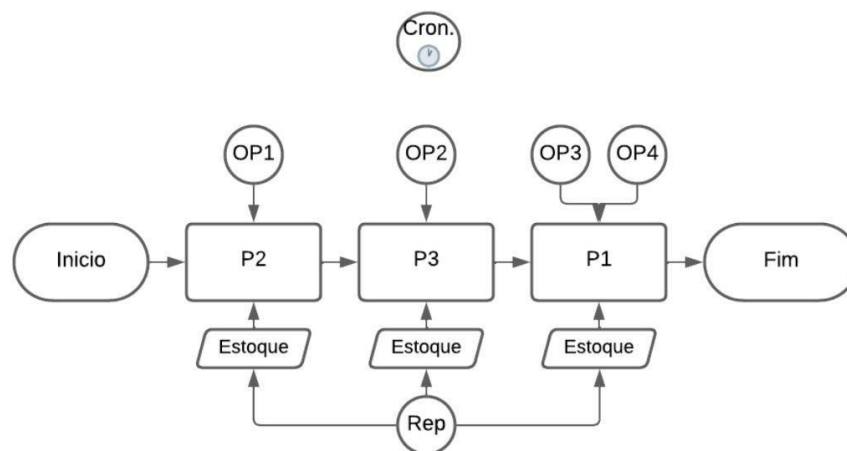 Cron.
OP1
OP2
OP3
OP4
Inicio
P2
P3
P1
Fim
Estoque
Estoque
Estoque
Rep